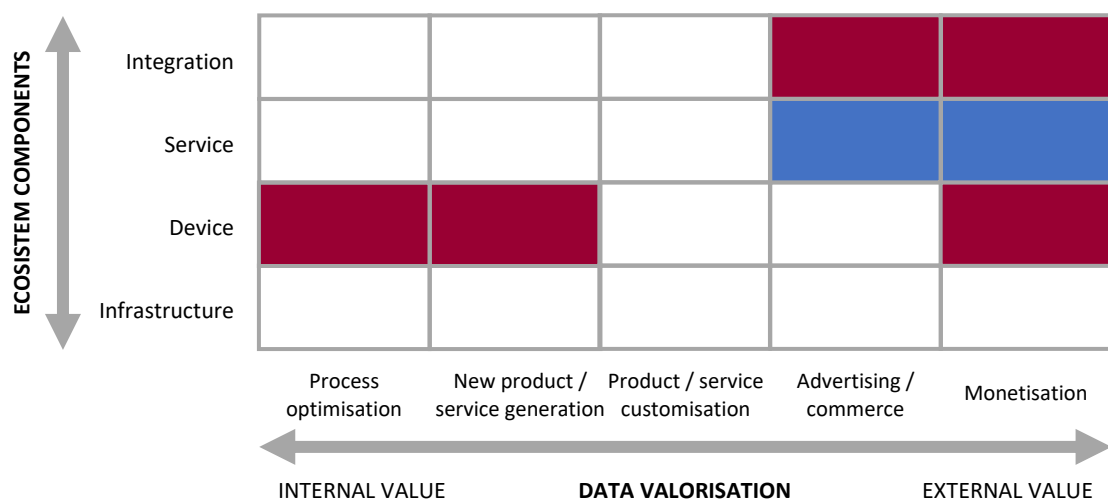 ECOSISTEM COMPONENTS
Integration
Service
Device
Infrastructure
Process
optimisation
New product /
service generation
Product / service
customisation
Advertising /
commerce
Monetisation
INTERNAL VALUE
DATA VALORISATION
EXTERNAL VALUE